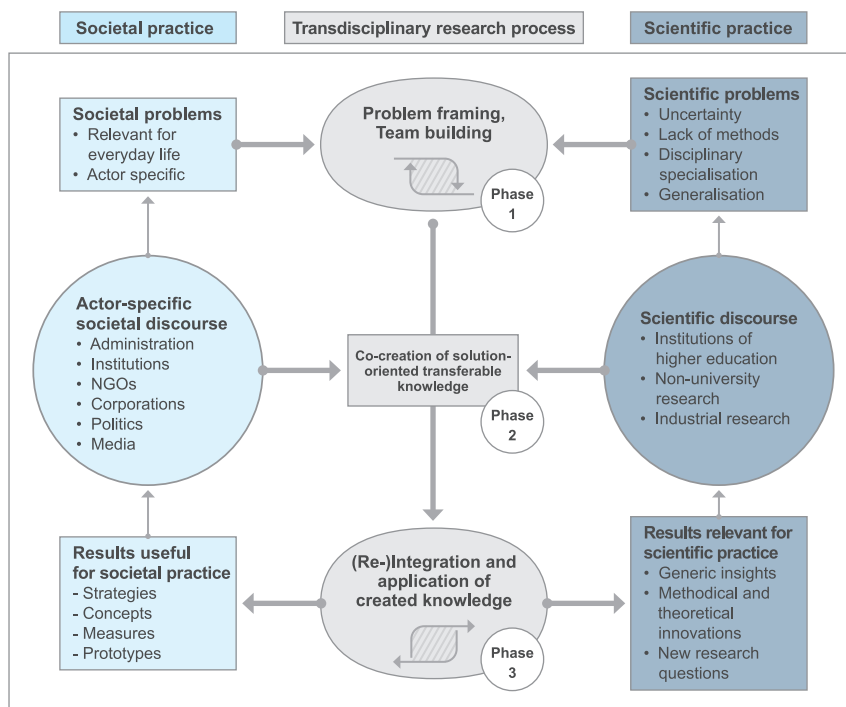 Societal practice
Transdisciplinary research process
Scientific practice
Societal problems
• Relevant for
everyday life
• Actor specific
Problem framing,
Team building
Phase
1
Scientific problems
• Uncertainty
• Lack of methods
• Disciplinary
specialisation
• Generalisation
Actor-specific
societal discourse
• Administration
• Institutions
• NGOs
• Corporations
• Politics
• Media
Co-creation of solution-
oriented transferable
knowledge
Phase
2
Scientific discourse
• Institutions of
higher education
• Non-university
research
• Industrial research
Results useful
for societal practice
- Strategies
- Concepts
- Measures
- Prototypes
(Re-)Integration and
application of
created knowledge
Phase
3
Results relevant for
scientific practice
• Generic insights
• Methodical and
theoretical
innovations
• New research
questions